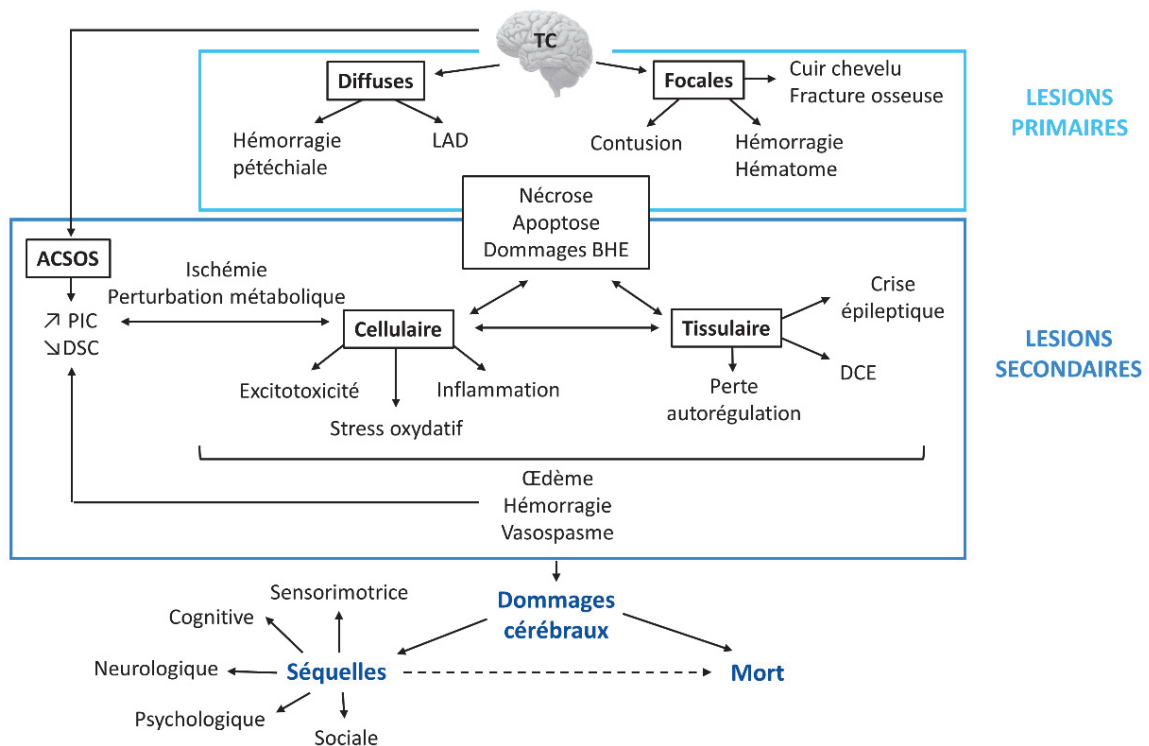 TC
Diffuses
Focales
Cuir chevelu
Fracture osseuse
LESIONS
PRIMAIRES
Hémorragie
pétéchiale
LAD
Contusion
Hémorragie
Hématome
Nécrose
Apoptose
Dommages BHE
ACSOS
Ischémie
Perturbation métabolique
↗ PIC
↘DSC
Cellulaire
Tissulaire
Crise
épileptique
LESIONS
SECONDAIRES
Excitotoxicité
Inflammation
Stress oxydatif
Perte
autorégulation
DCE
Œdème
Hémorragie
Vasospasme
Dommages
cérébraux
Sensorimotrice
Cognitive
Neurologique
Séquelles
Mort
Psychologique
Sociale